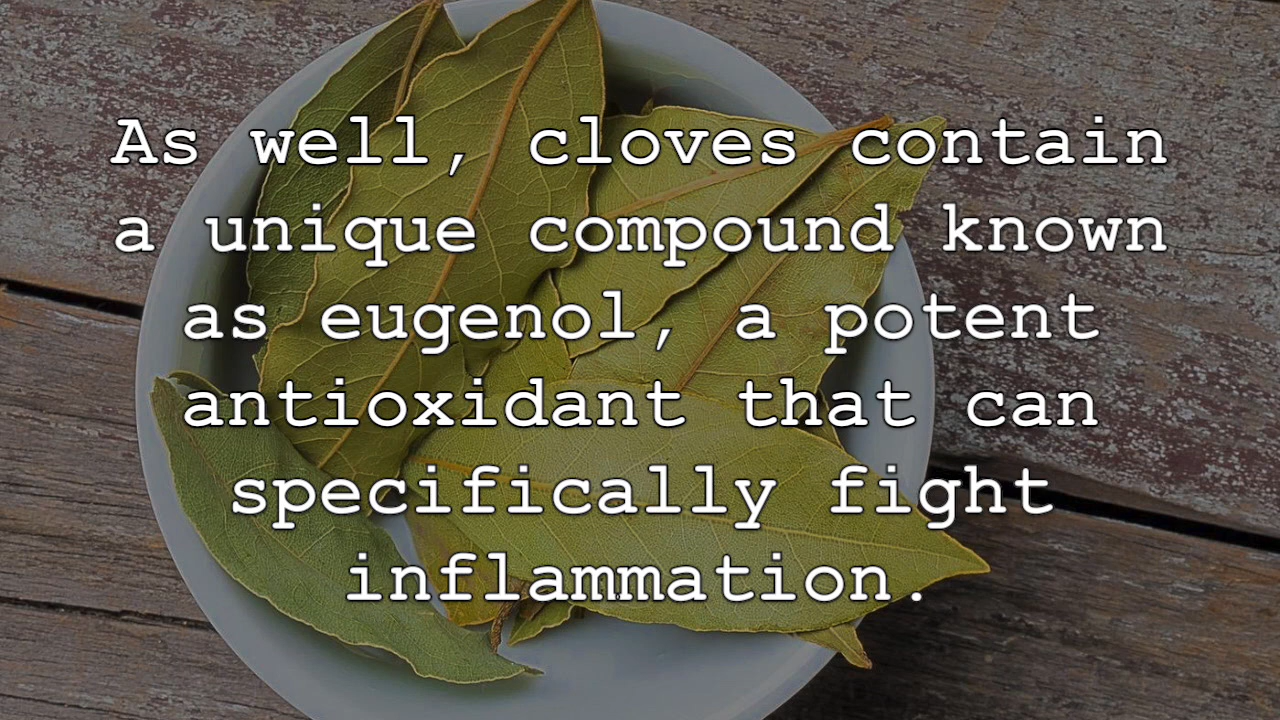 As well, cloves contain
a unique compound known
as eugenol, a potent
antioxidant that can
specifically fight
inflammation.